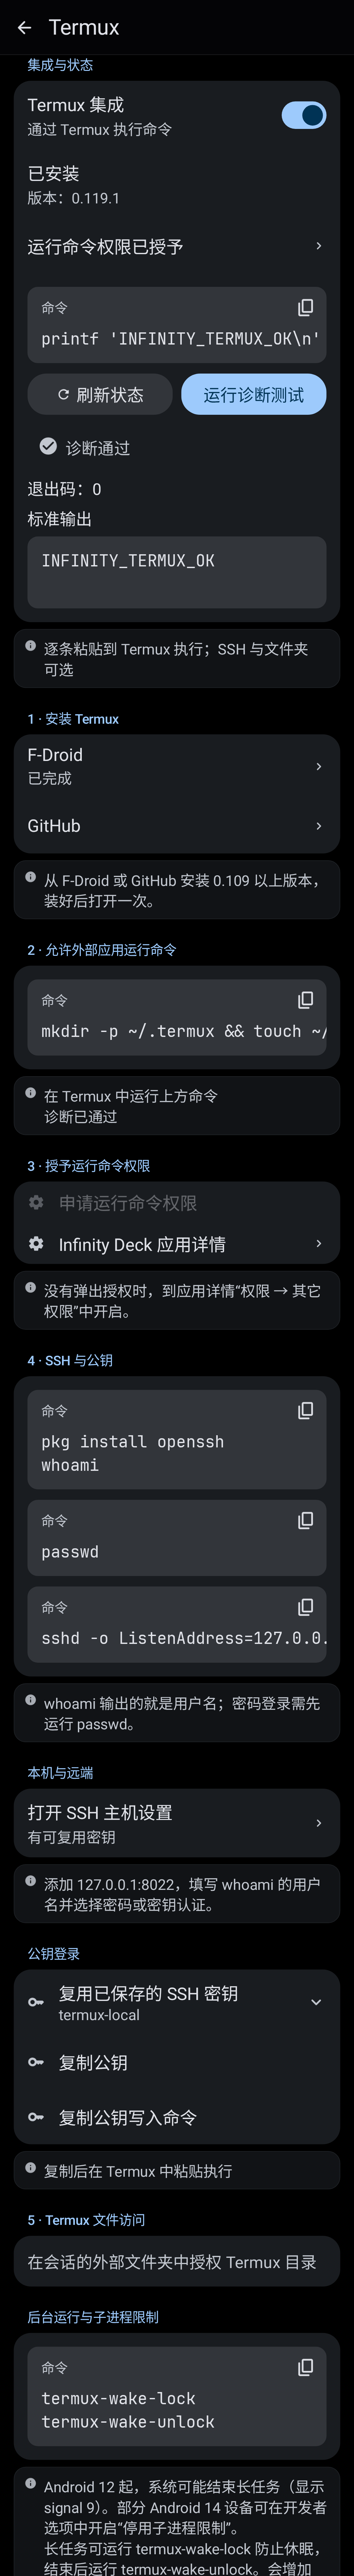 Termux
集成与状态
Termux 集成
通过 Termux 执行命令
已安装
版本：0.119.1
运行命令权限已授予
命令
printf 'INFINITY_TERMUX_OK\n'
刷新状态
运行诊断测试
诊断通过
退出码：0
标准输出
INFINITY_TERMUX_OK
逐条粘贴到 Termux 执行；SSH 与文件夹
可选
1 · 安装 Termux
F-Droid
已完成
GitHub
从 F-Droid 或 GitHub 安装 0.109 以上版本，
装好后打开一次。
2 · 允许外部应用运行命令
命令
mkdir -p ~/.termux && touch ~/
在 Termux 中运行上方命令
诊断已通过
3 · 授予运行命令权限
申请运行命令权限
Infinity Deck 应用详情
没有弹出授权时，到应用详情“权限 → 其它
权限”中开启。
4 · SSH 与公钥
命令
pkg install openssh
whoami
命令
passwd
命令
sshd -o ListenAddress=127.0.0.
whoami 输出的就是用户名；密码登录需先
运行 passwd。
本机与远端
打开 SSH 主机设置
有可复用密钥
添加 127.0.0.1:8022，填写 whoami 的用户
名并选择密码或密钥认证。
公钥登录
复用已保存的 SSH 密钥
termux-local
复制公钥
复制公钥写入命令
复制后在 Termux 中粘贴执行
5 · Termux 文件访问
在会话的外部文件夹中授权 Termux 目录
后台运行与子进程限制
命令
termux-wake-lock
termux-wake-unlock
Android 12 起，系统可能结束长任务（显示
signal 9）。部分 Android 14 设备可在开发者
选项中开启“停用子进程限制”。
长任务可运行 termux-wake-lock 防止休眠，
结束后运行 termux-wake-unlock。会增加